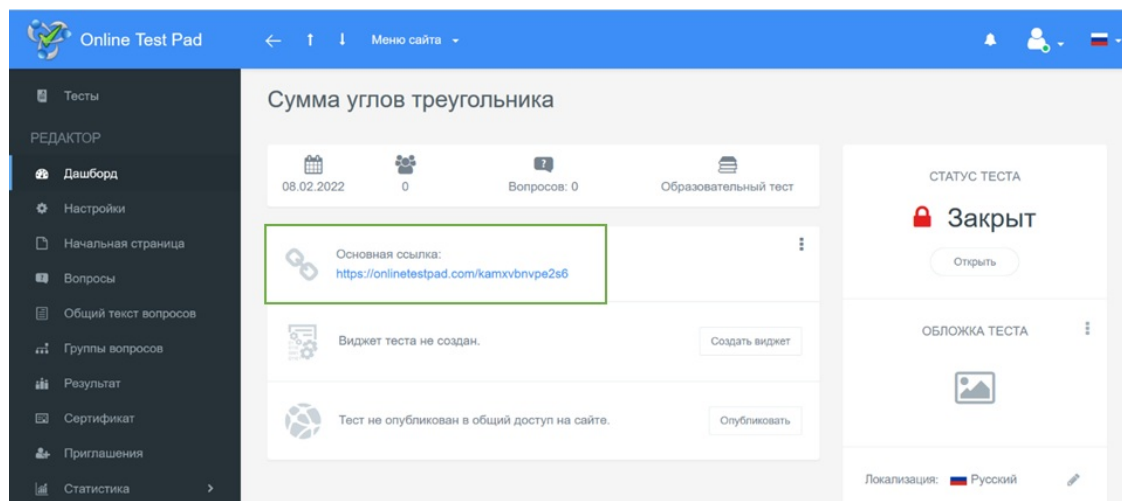 Online Test Pad
Меню сайта
Тесты
РЕДАКТОР
Дашборд
Настройки
Начальная страница
Вопросы
Общий текст вопросов
Группы вопросов
Результат
Сертификат
Приглашения
Статистика
Сумма углов треугольника
08.02.2022
0
Вопросов: 0
Образовательный тест
Основная ссылка:
https://onlinetestpad.com/kamxvbnvpe2s6
Виджет теста не создан.
Создать виджет
Тест не опубликован в общий доступ на сайте.
Опубликовать
СТАТУС ТЕСТА
Закрыт
Открыть
ОБЛОЖКА ТЕСТА
Локализация: Русский